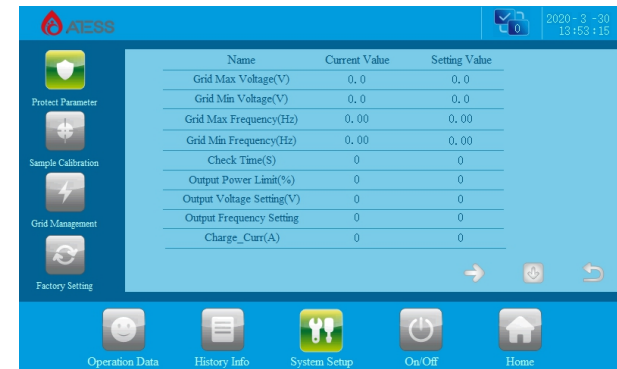 ATESS
0
2020-3-30
13:53:15
Name Current Value Setting Value
Grid Max Voltage(V) 0.0 0.0
Grid Min Voltage(V) 0.0 0.0
Grid Max Frequency(Hz) 0.00 0.00
Grid Min Frequency(Hz) 0.00 0.00
Check Time(S) 0 0
Output Power Limit(%) 0 0
Output Voltage Setting(V) 0 0
Output Frequency Setting 0 0
Charge_Curr(A) 0 0
Protect Parameter
Sample Calibration
Grid Management
Factory Setting
Operation Data History Info System Setup On/Off Home